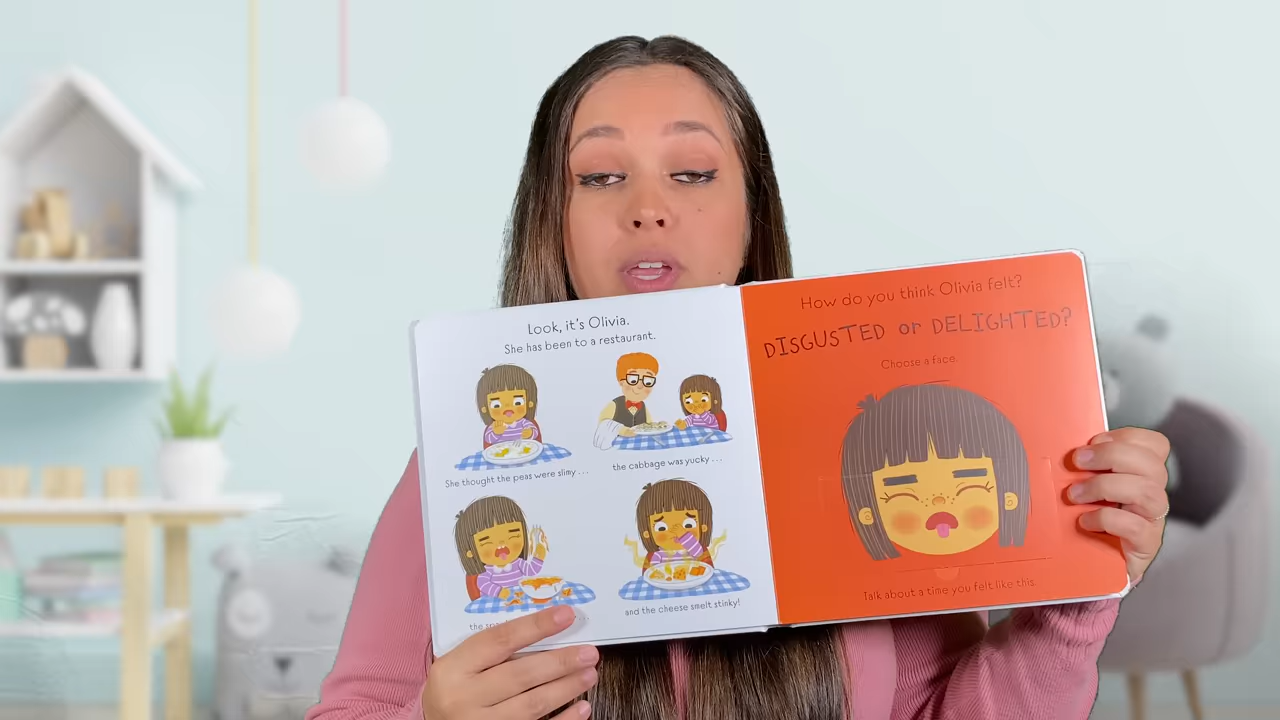 Look, it's Olivia.
She has been to a restaurant.
She thought the peas were slimy . . .
the cabbage was yucky . . .
the
and the cheese smelt stinky!
How do you think Olivia felt?
DISGUSTED or DELIGHTED?
Choose a face.
Talk about a time you felt like this.